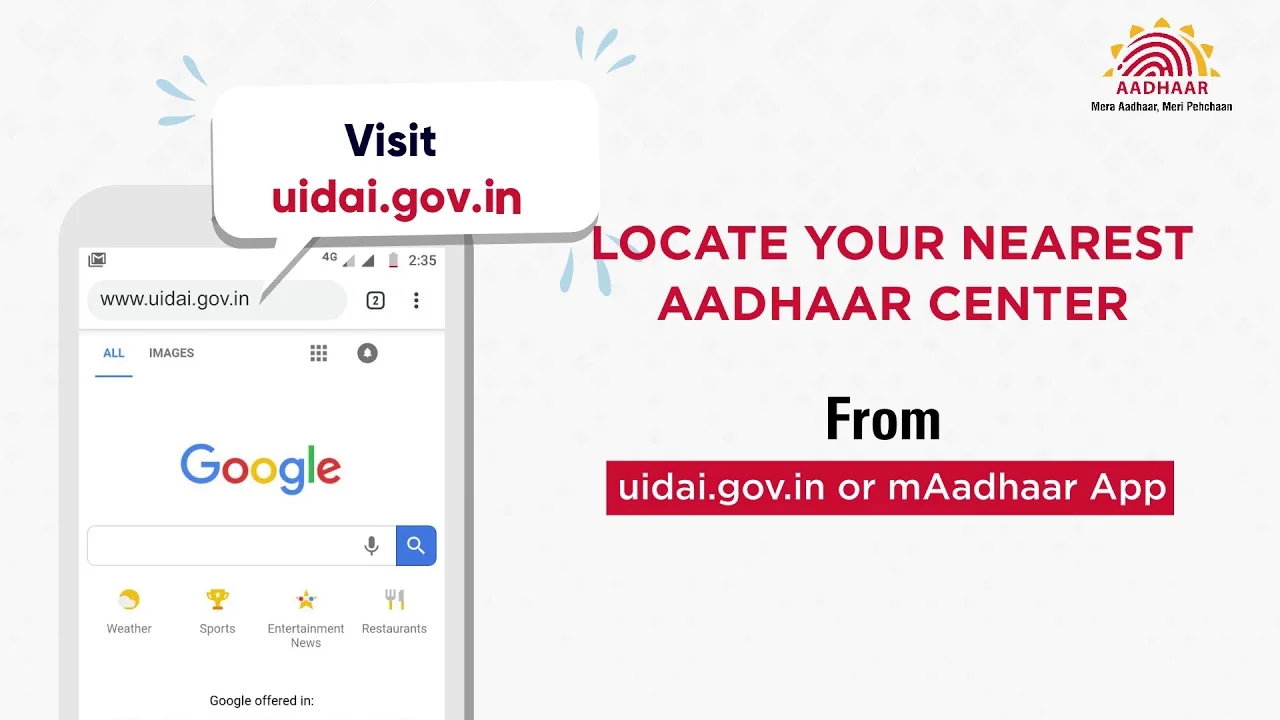 AADHAAR
Mera Aadhaar, Meri Pehchaan
Visit
uidai.gov.in
LOCATE YOUR NEAREST
AADHAAR CENTER
From
uidai.gov.in or mAadhaar App
4G 2:35
www.uidai.gov.in 2
ALL IMAGES
Google
Weather Sports Entertainment News Restaurants
Google offered in: